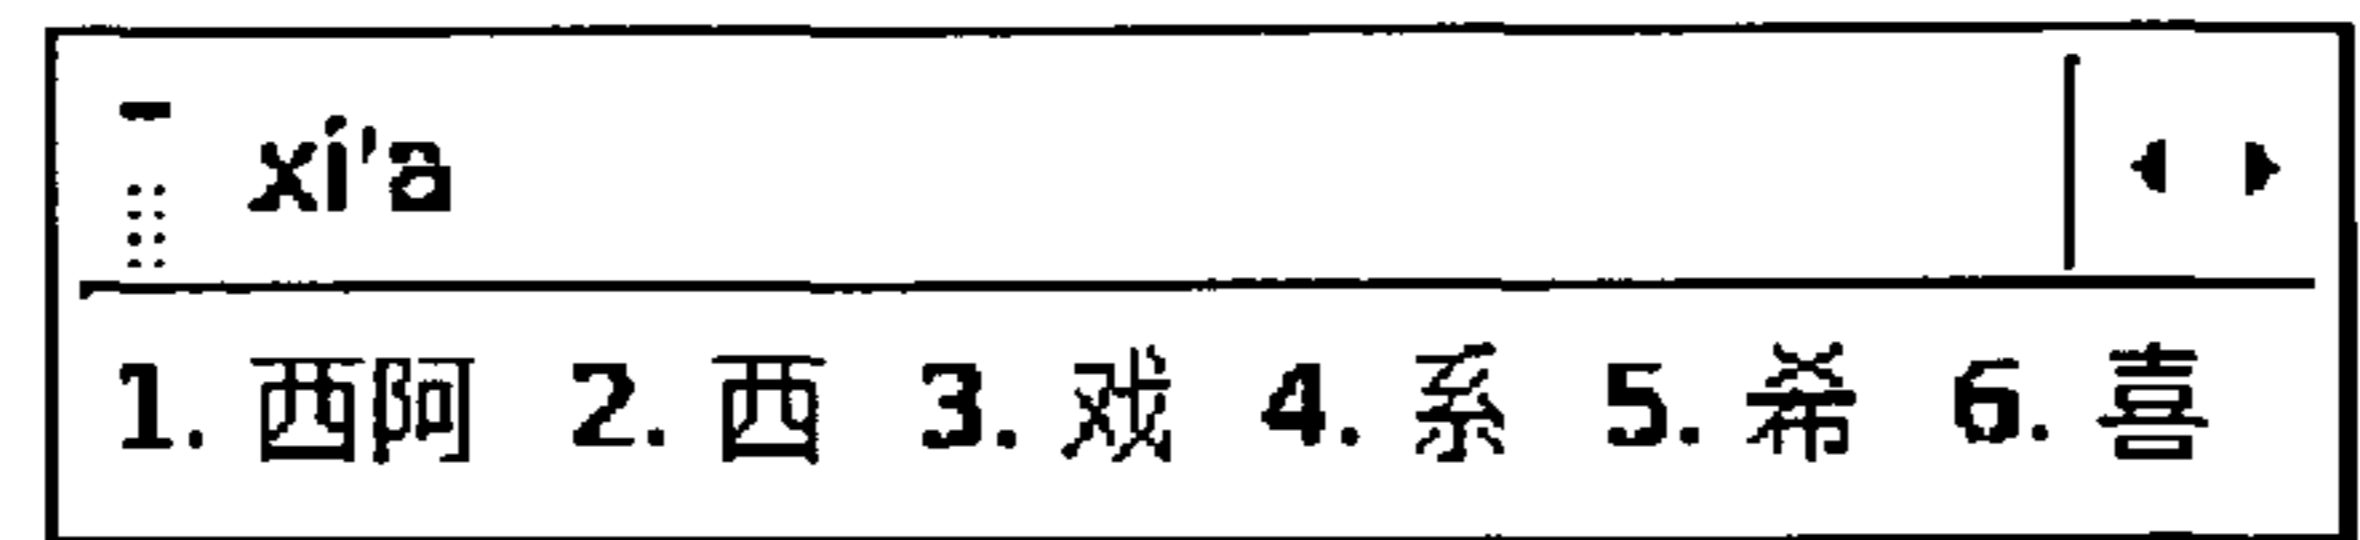 xi'a
1. 西阿 2. 西 3. 戏 4. 系 5. 希 6. 喜